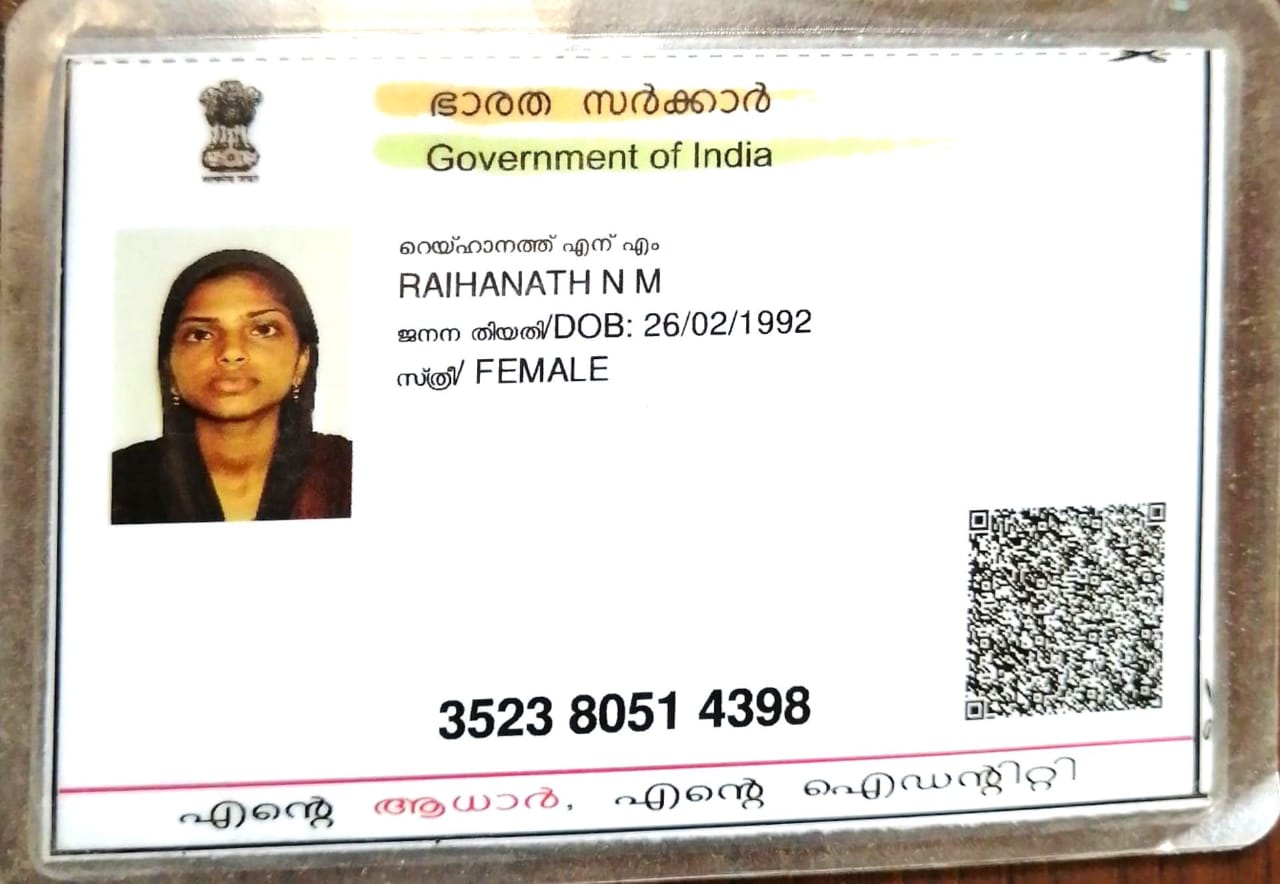 ഭാരത സർക്കാർ
Government of India
റെയ്ഹാനത്ത് എന് എം
RAIHANATH N M
ജനന തിയതി/DOB: 26/02/1992
സ്ത്രീ/ FEMALE
3523 8051 4398
എന്റെ ആധാർ, എന്റെ ഐഡന്റിറ്റി